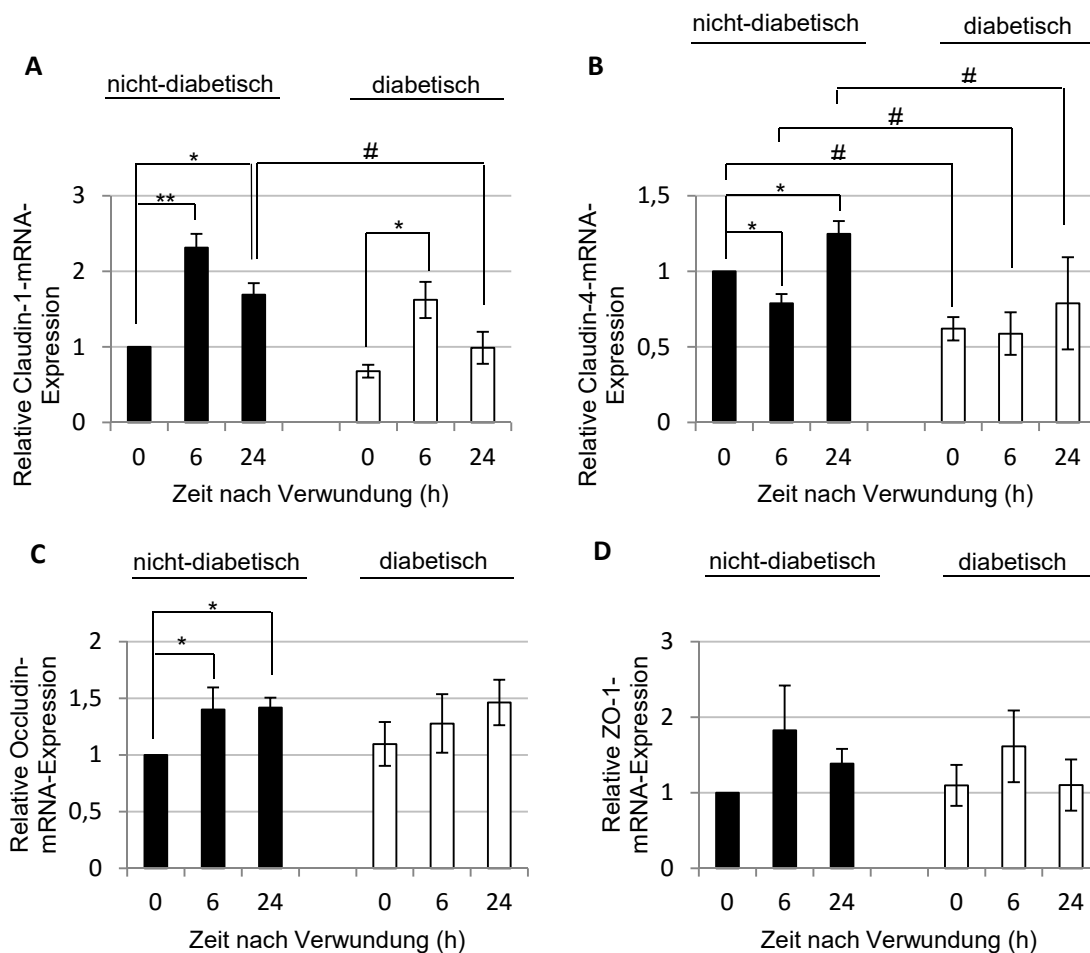 A
nicht-diabetisch
diabetisch
#
*
**
*
3
2
1
0
Relative Claudin-1-mRNA-
Expression
0 6 24 0 6 24
Zeit nach Verwundung (h)
B
nicht-diabetisch
diabetisch
#
#
#
*
*
1,5
1
0,5
0
Relative Claudin-4-mRNA-
Expression
0 6 24 0 6 24
Zeit nach Verwundung (h)
C
nicht-diabetisch
diabetisch
*
*
2
1,5
1
0,5
0
Relative Occludin-
mRNA-Expression
0 6 24 0 6 24
Zeit nach Verwundung (h)
D
nicht-diabetisch
diabetisch
3
2
1
0
Relative ZO-1-
mRNA-Expression
0 6 24 0 6 24
Zeit nach Verwundung (h)